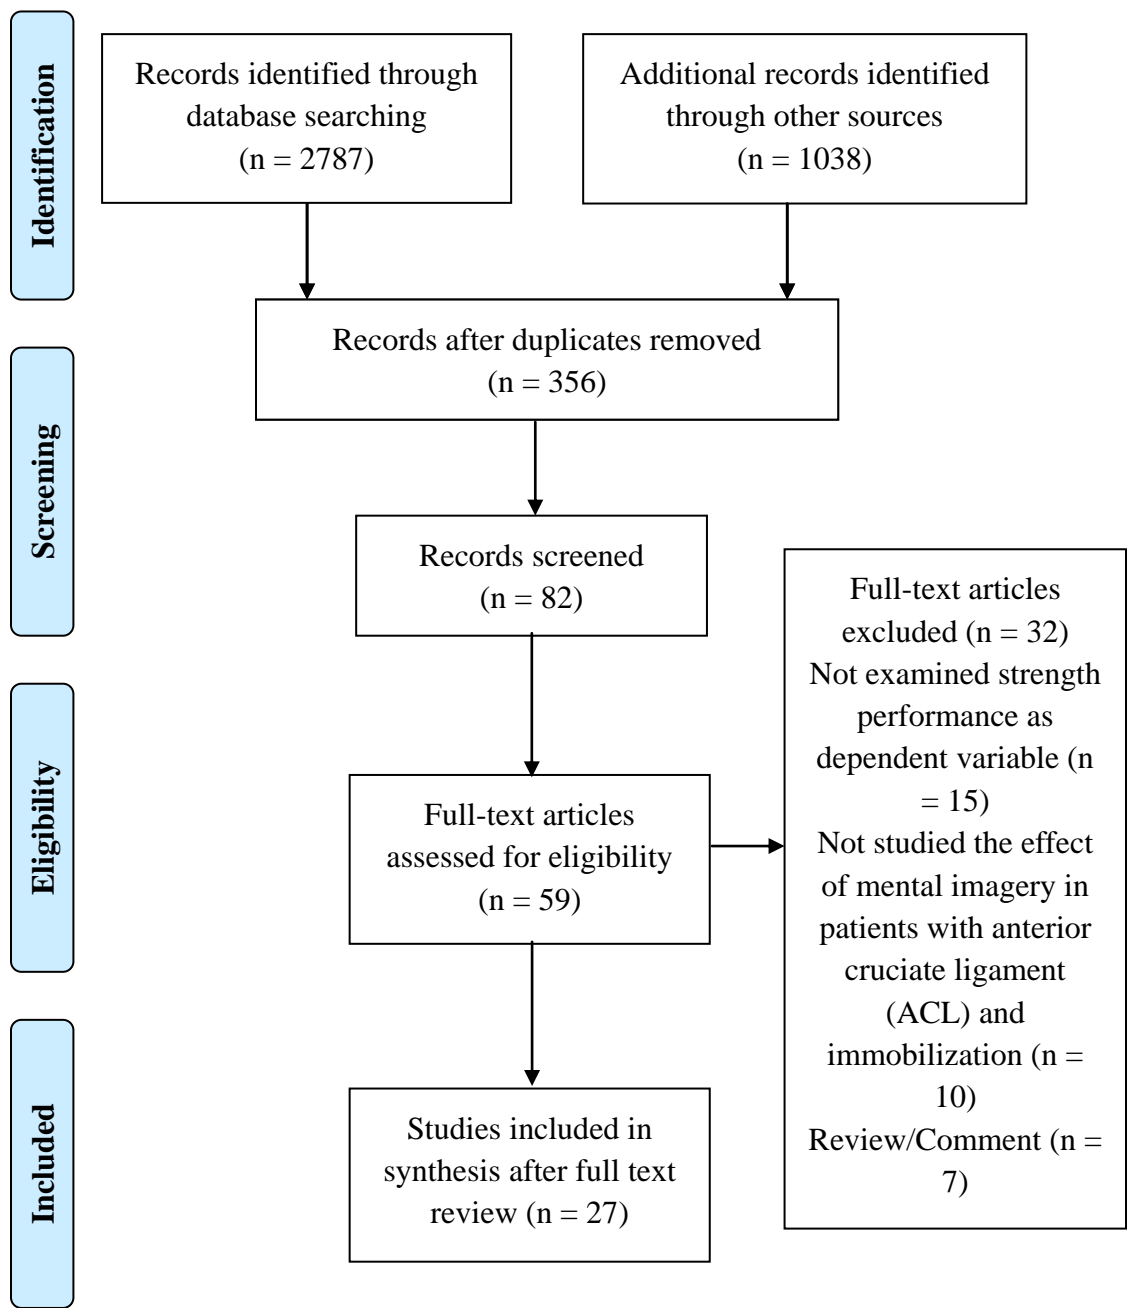 Identification
Records identified through
database searching
(n = 2787)
Additional records identified
through other sources
(n = 1038)
Records after duplicates removed
(n = 356)
Screening
Records screened
(n = 82)
Eligibility
Full-text articles
assessed for eligibility
(n = 59)
Full-text articles
excluded (n = 32)
Not examined strength
performance as
dependent variable (n
= 15)
Not studied the effect
of mental imagery in
patients with anterior
cruciate ligament
(ACL) and
immobilization (n =
10)
Review/Comment (n =
7)
Included
Studies included in
synthesis after full text
review (n = 27)